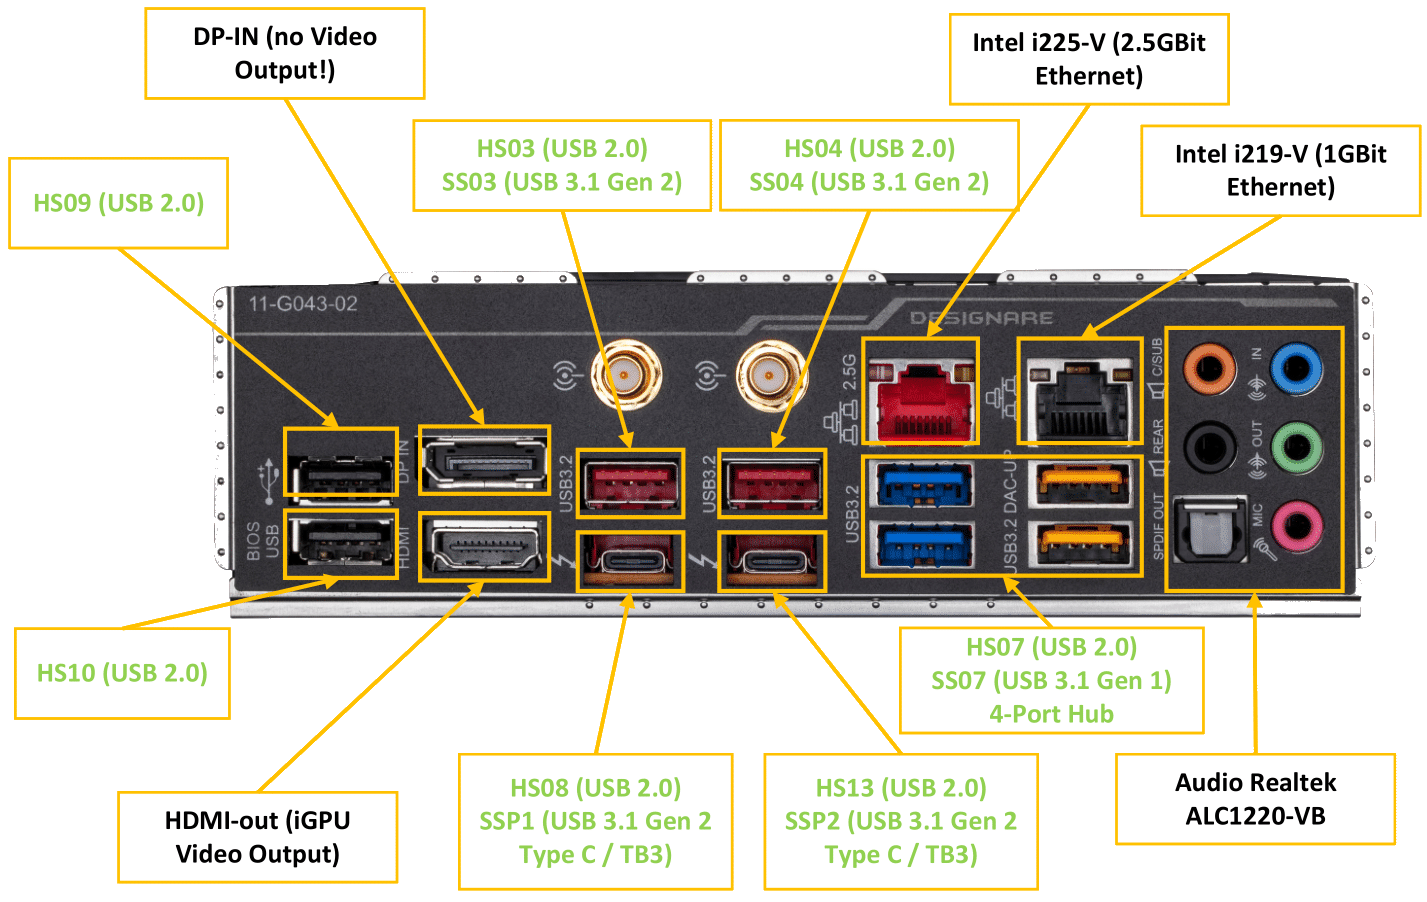 DP-IN (no Video
Output!)
Intel i225-V (2.5GBit
Ethernet)
HS03 (USB 2.0)
SS03 (USB 3.1 Gen 2)
HS04 (USB 2.0)
SS04 (USB 3.1 Gen 2)
Intel i219-V (1GBit
Ethernet)
HS09 (USB 2.0)
11-G043-02
DESIGNARE
2.5G
C/SUB
IN
REAR
OUT
SPDIF OUT
MIC
DP IN
USB3.2
USB3.2
USB3.2
USB3.2 DAC-UP
BIOS
USB
HDMI
HS10 (USB 2.0)
HS07 (USB 2.0)
SS07 (USB 3.1 Gen 1)
4-Port Hub
HDMI-out (iGPU
Video Output)
HS08 (USB 2.0)
SSP1 (USB 3.1 Gen 2
Type C / TB3)
HS13 (USB 2.0)
SSP2 (USB 3.1 Gen 2
Type C / TB3)
Audio Realtek
ALC1220-VB